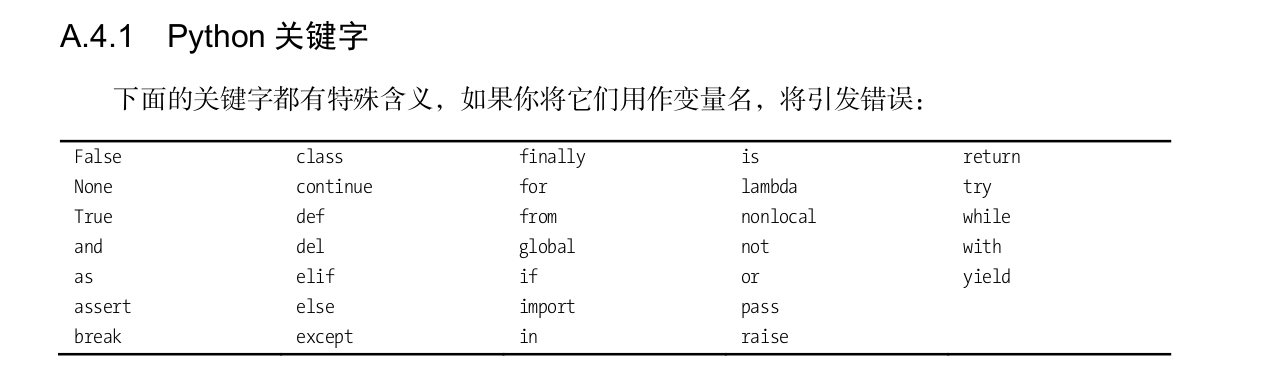 A.4.1 Python 关键字
下面的关键字都有特殊含义，如果你将它们用作变量名，将引发错误：
False class finally is return
None continue for lambda try
True def from nonlocal while
and del global not with
as elif if or yield
assert else import pass
break except in raise